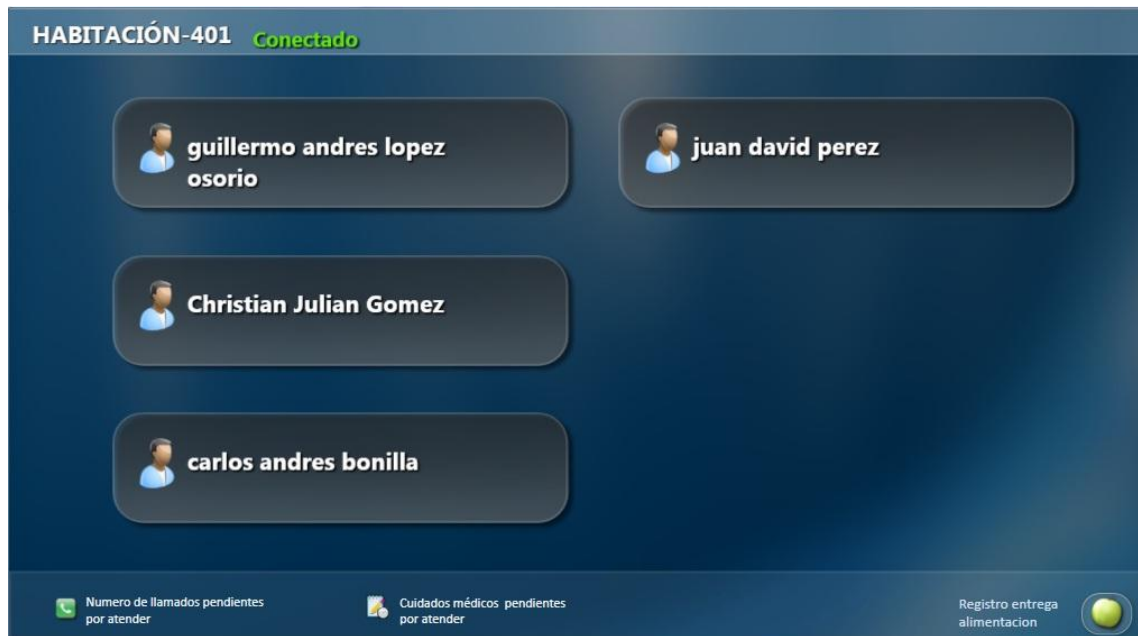 HABITACIÓN-401 Conectado
guillermo andres lopez
osorio
juan david perez
Christian Julian Gomez
carlos andres bonilla
Numero de llamados pendientes
por atender
Cuidados médicos pendientes
por atender
Registro entrega
alimentacion